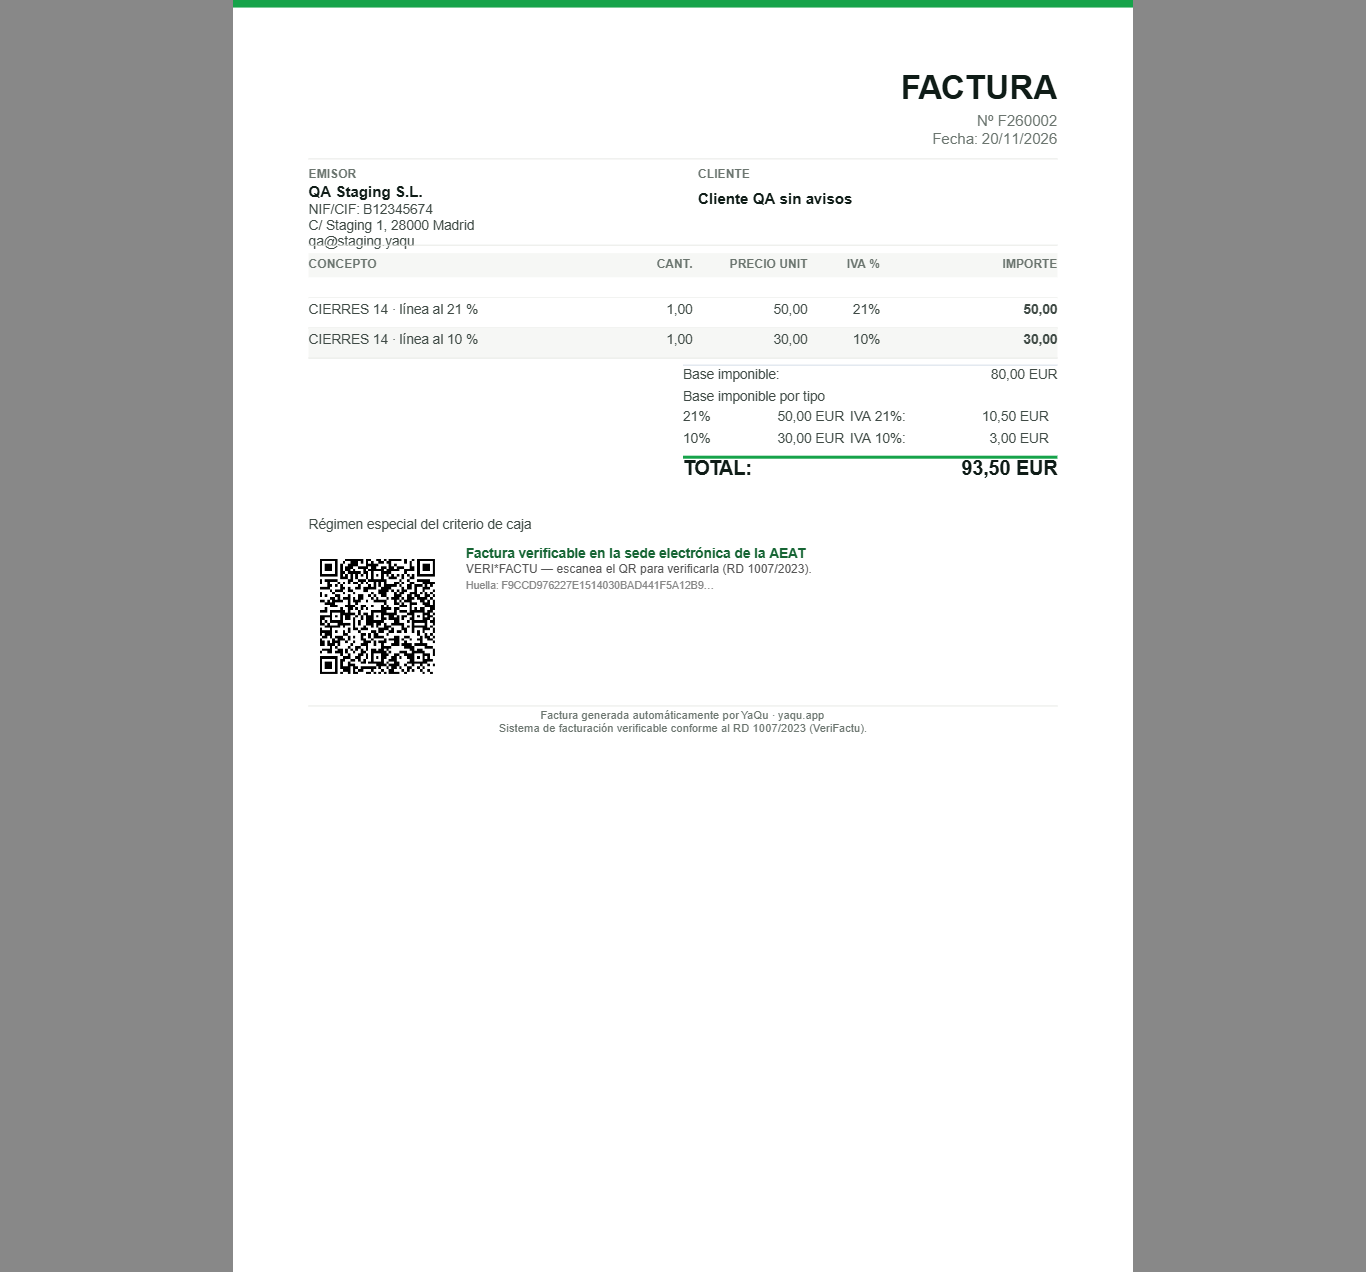 FACTURA
Nº F260002
Fecha: 20/11/2026
EMISOR
QA Staging S.L.
NIF/CIF: B12345674
C/ Staging 1, 28000 Madrid
qa@staging.yaqu
CLIENTE
Cliente QA sin avisos
CONCEPTO CANT. PRECIO UNIT IVA % IMPORTE
CIERRES 14 · línea al 21 % 1,00 50,00 21% 50,00
CIERRES 14 · línea al 10 % 1,00 30,00 10% 30,00
Base imponible: 80,00 EUR
Base imponible por tipo
21% 50,00 EUR IVA 21%: 10,50 EUR
10% 30,00 EUR IVA 10%: 3,00 EUR
TOTAL: 93,50 EUR
Régimen especial del criterio de caja
Factura verificable en la sede electrónica de la AEAT
VERI*FACTU — escanea el QR para verificarla (RD 1007/2023).
Huella: F9CCD976227E1514030BAD441F5A12B9...
Factura generada automáticamente por YaQu · yaqu.app
Sistema de facturación verificable conforme al RD 1007/2023 (VeriFactu).